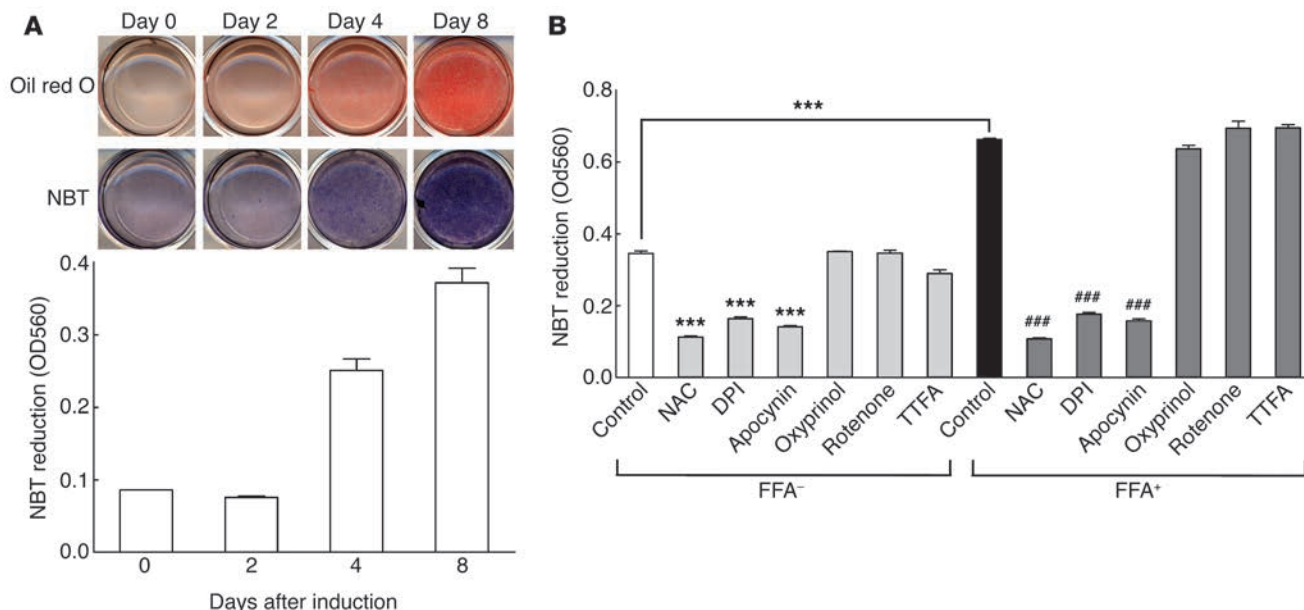 A
Day 0 Day 2 Day 4 Day 8
Oil red O
NBT
NBT reduction (OD560)
0.4
0.3
0.2
0.1
0.0
0 2 4 8
Days after induction
B
NBT reduction (Od560)
0.8
0.6
0.4
0.2
0.0
***
*** *** ***
### ### ###
Control NAC DPI Apocynin Oxyprinol Rotenone TTFA Control NAC DPI Apocynin Oxyprinol Rotenone TTFA
FFA⁻ FFA⁺